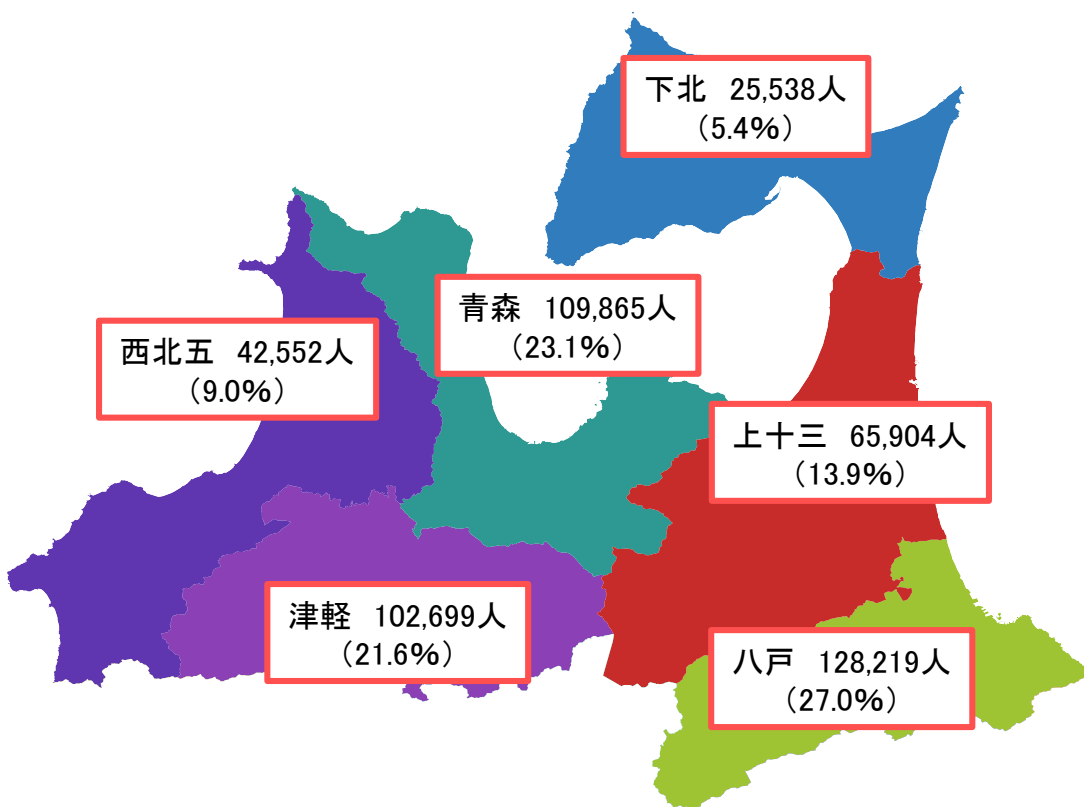 下北 25,538人
（5.4%）
青森 109,865人
（23.1%）
西北五 42,552人
（9.0%）
上十三 65,904人
（13.9%）
津軽 102,699人
（21.6%）
八戸 128,219人
（27.0%）